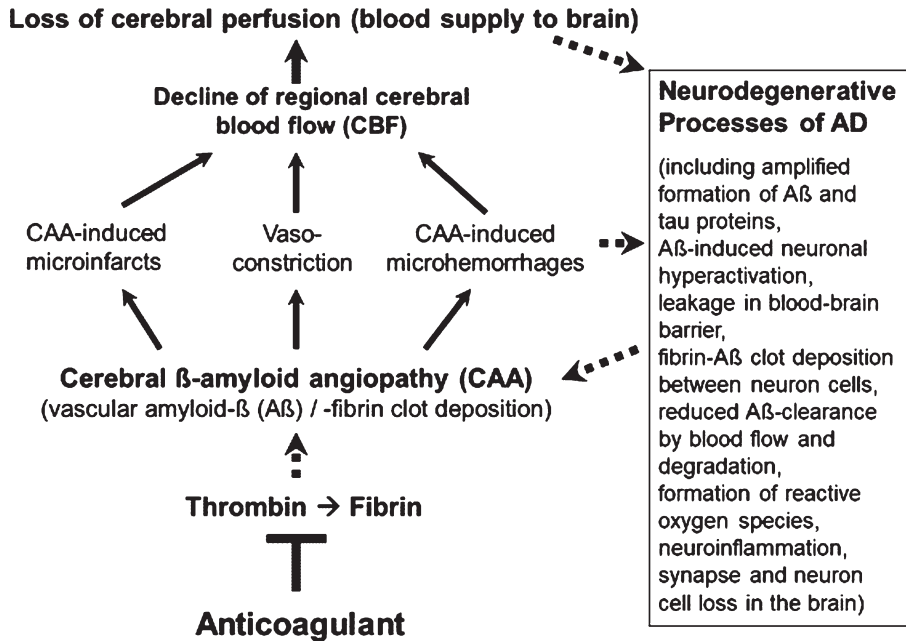 Loss of cerebral perfusion (blood supply to brain)
Decline of regional cerebral
blood flow (CBF)
CAA-induced
microinfarcts
Vaso-
constriction
CAA-induced
microhemorrhages
Cerebral ß-amyloid angiopathy (CAA)
(vascular amyloid-ß (Aß) / -fibrin clot deposition)
Thrombin → Fibrin
Anticoagulant
Neurodegenerative
Processes of AD
(including amplified
formation of Aß and
tau proteins,
Aß-induced neuronal
hyperactivation,
leakage in blood-brain
barrier,
fibrin-Aß clot deposition
between neuron cells,
reduced Aß-clearance
by blood flow and
degradation,
formation of reactive
oxygen species,
neuroinflammation,
synapse and neuron
cell loss in the brain)